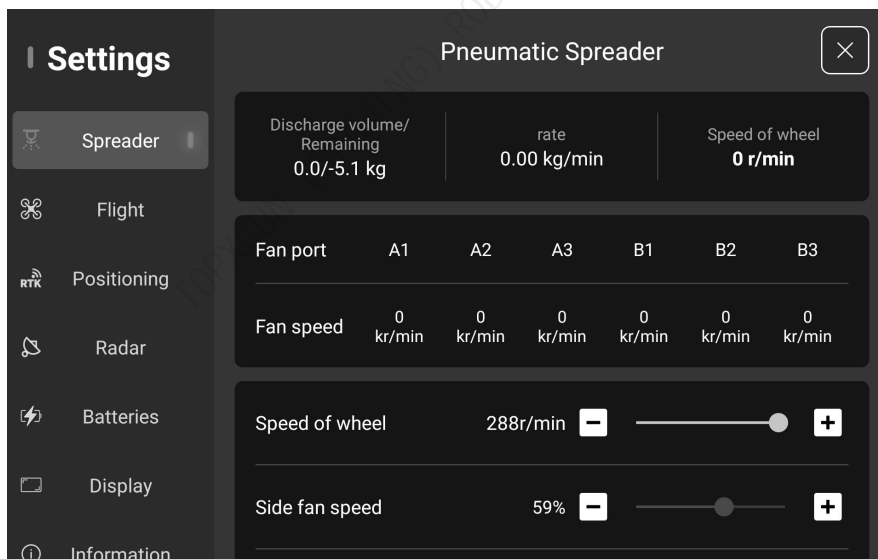 Settings
Pneumatic Spreader
Spreader
Flight
RTK
Positioning
Radar
Batteries
Display
Information
Discharge volume/
Remaining
0.0/-5.1 kg
rate
0.00 kg/min
Speed of wheel
0 r/min
Fan port A1 A2 A3 B1 B2 B3
Fan speed
0 0 0 0 0 0
kr/min kr/min kr/min kr/min kr/min kr/min
Speed of wheel 288r/min
Side fan speed 59%